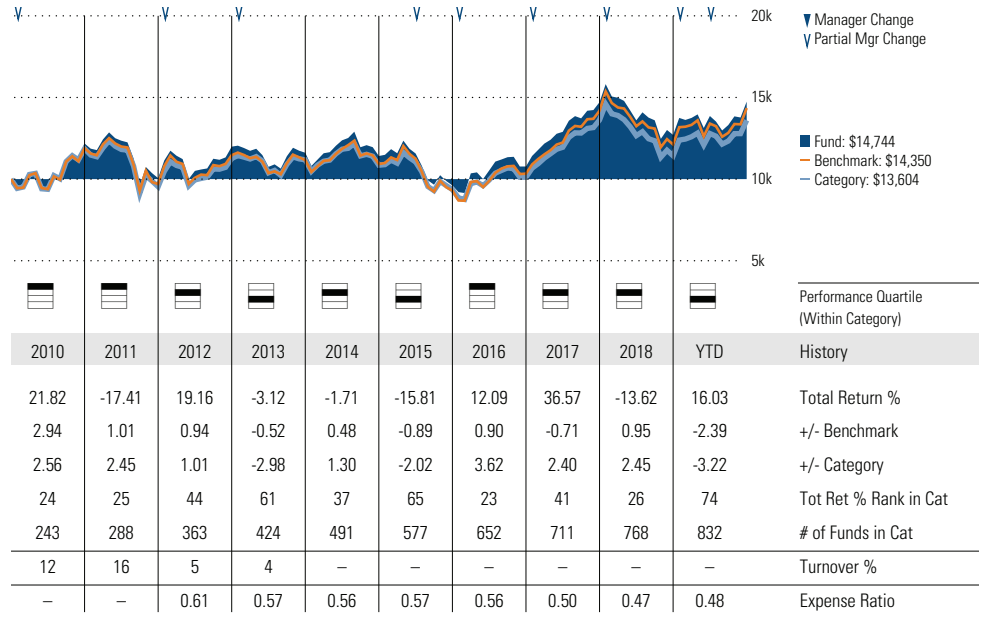 20k
Manager Change
Partial Mgr Change
15k
Fund: $14,744
Benchmark: $14,350
Category: $13,604
10k
5k
Performance Quartile
(Within Category)
2010 2011 2012 2013 2014 2015 2016 2017 2018 YTD History
21.82 -17.41 19.16 -3.12 -1.71 -15.81 12.09 36.57 -13.62 16.03 Total Return %
2.94 1.01 0.94 -0.52 0.48 -0.89 0.90 -0.71 0.95 -2.39 +/- Benchmark
2.56 2.45 1.01 -2.98 1.30 -2.02 3.62 2.40 2.45 -3.22 +/- Category
24 25 44 61 37 65 23 41 26 74 Tot Ret % Rank in Cat
243 288 363 424 491 577 652 711 768 832 # of Funds in Cat
12 16 5 4 – – – – – – Turnover %
– – 0.61 0.57 0.56 0.57 0.56 0.50 0.47 0.48 Expense Ratio